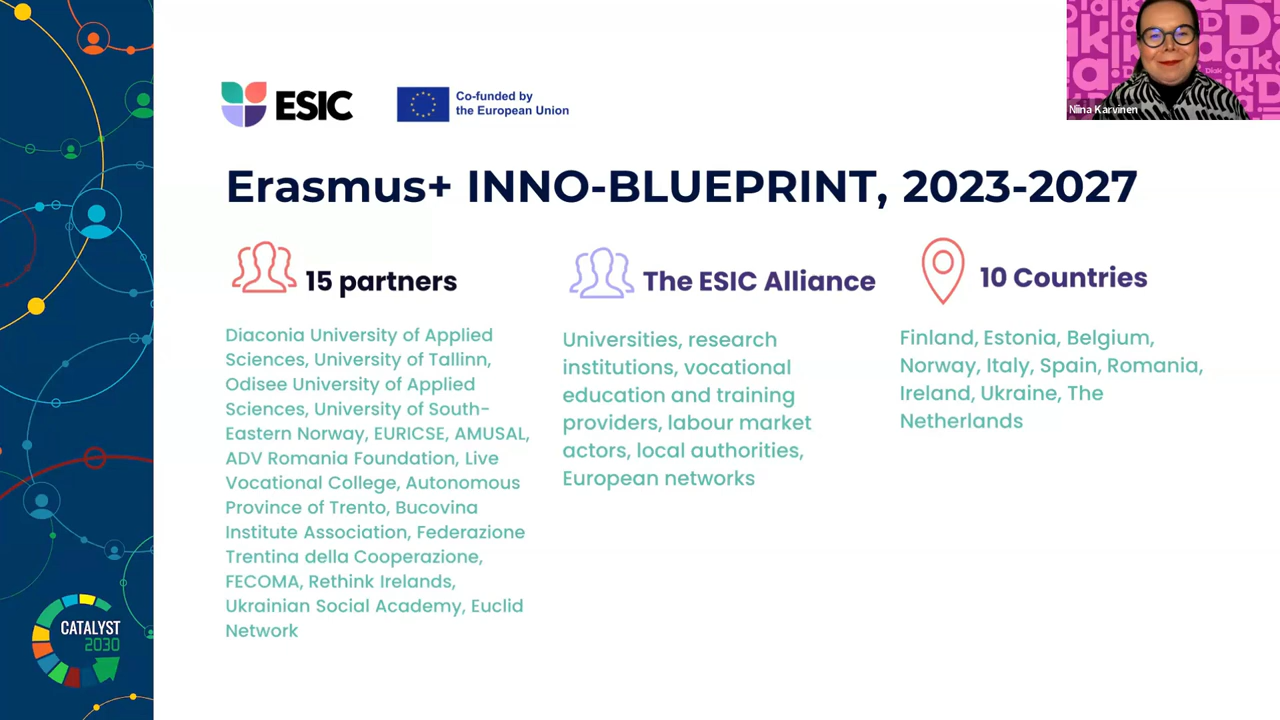 ESIC
Co-funded by
the European Union
Erasmus+ INNO-BLUEPRINT, 2023-2027
15 partners
Diaconia University of Applied
Sciences, University of Tallinn,
Odisee University of Applied
Sciences, University of South-
Eastern Norway, EURICSE, AMUSAL,
ADV Romania Foundation, Live
Vocational College, Autonomous
Province of Trento, Bucovina
Institute Association, Federazione
Trentina della Cooperazione,
FECOMA, Rethink Irelands,
Ukrainian Social Academy, Euclid
Network
The ESIC Alliance
Universities, research
institutions, vocational
education and training
providers, labour market
actors, local authorities,
European networks
10 Countries
Finland, Estonia, Belgium,
Norway, Italy, Spain, Romania,
Ireland, Ukraine, The
Netherlands
Niina Karvinen
CATALYST
2030